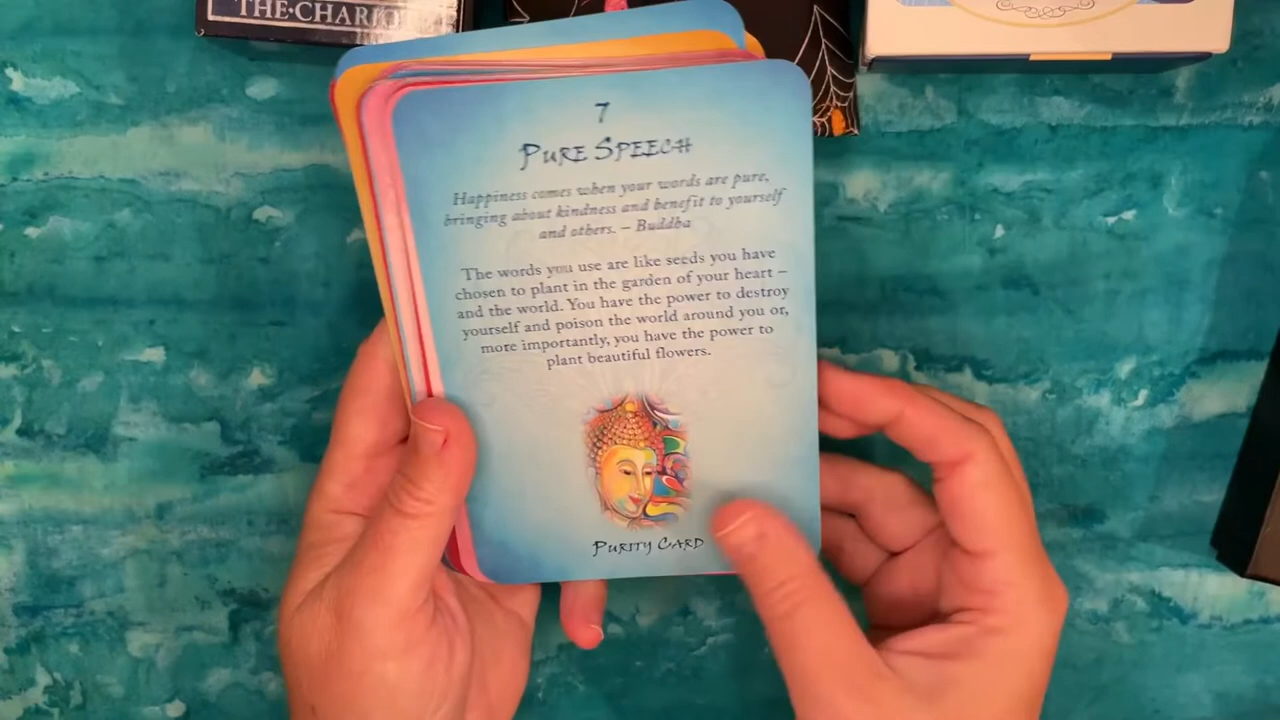 THE·CHARIO
7
PURE SPEECH
Happiness comes when your words are pure,
bringing about kindness and benefit to yourself
and others. – Buddha
The words you use are like seeds you have
chosen to plant in the garden of your heart –
and the world. You have the power to destroy
yourself and poison the world around you or,
more importantly, you have the power to
plant beautiful flowers.
PURITY CARD